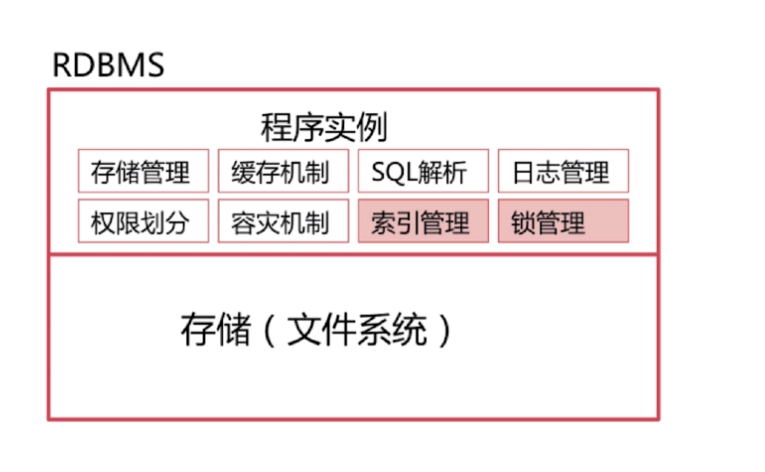 RDBMS
程序实例
存储管理 缓存机制 SQL解析 日志管理
权限划分 容灾机制 索引管理 锁管理
存储（文件系统）